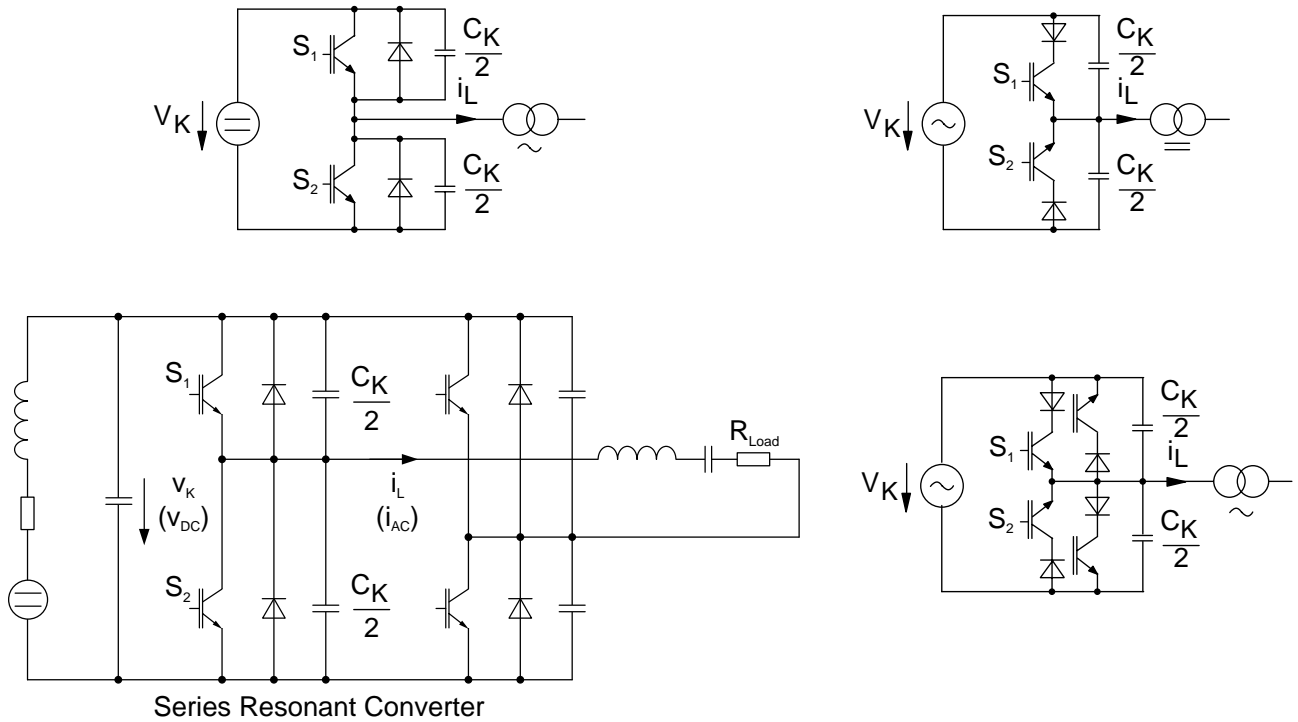 S1
CK
2
iL
VK
S2
CK
2
CK
2
S1
iL
VK
S2
CK
2
S1
CK
2
RLoad
vK
(vDC)
iL
(iAC)
S2
CK
2
Series Resonant Converter
CK
2
S1
iL
VK
S2
CK
2